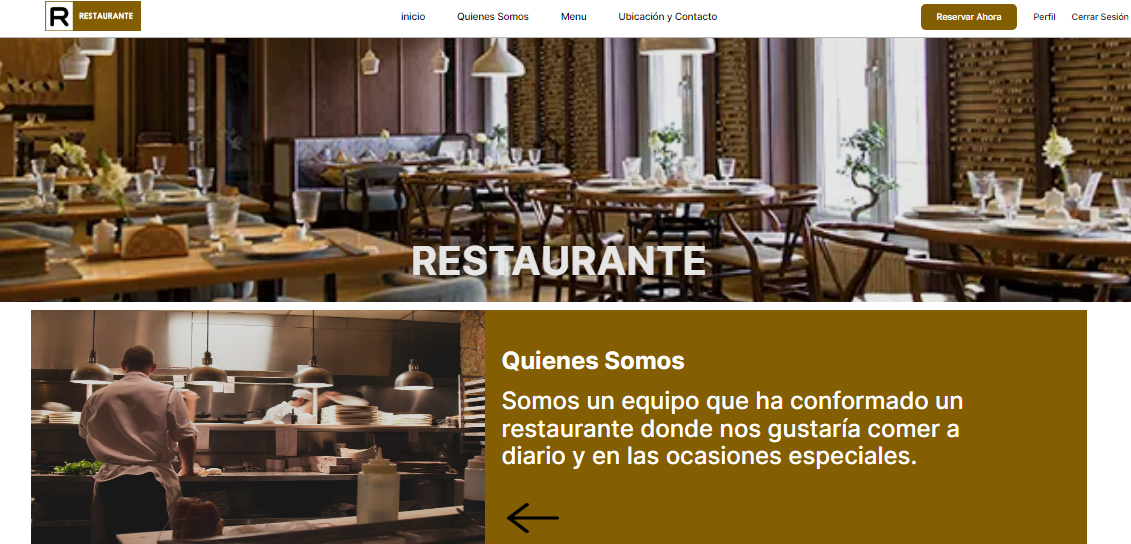 R RESTAURANTE
inicio
Quienes Somos
Menu
Ubicación y Contacto
Reservar Ahora
Perfil
Cerrar Sesión
RESTAURANTE
Quienes Somos
Somos un equipo que ha conformado un
restaurante donde nos gustaría comer a
diario y en las ocasiones especiales.